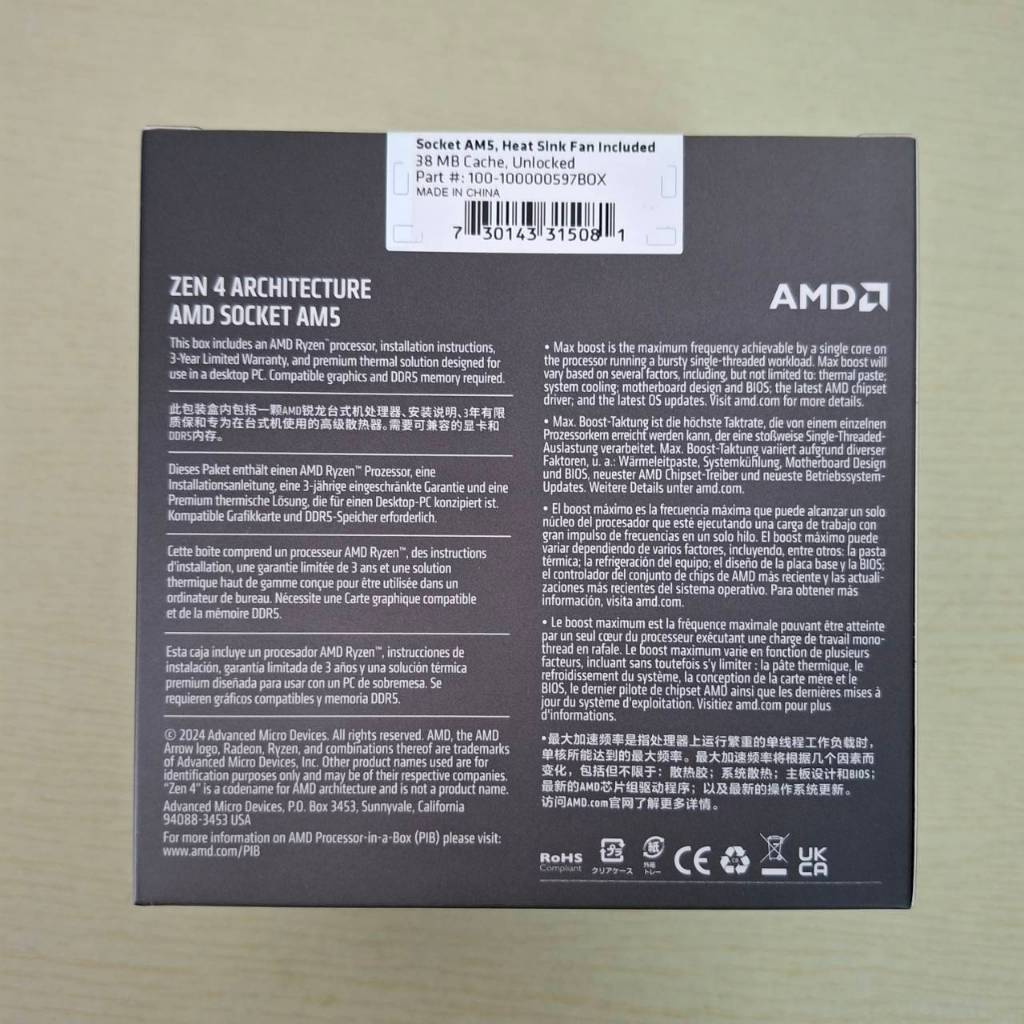 Socket AM5, Heat Sink Fan Included
38 MB Cache, Unlocked
Part #: 100-100000597BOX
MADE IN CHINA
7 30143 31508 1
ZEN 4 ARCHITECTURE
AMD SOCKET AM5
This box includes an AMD Ryzen™ processor, installation instructions,
3-Year Limited Warranty, and premium thermal solution designed for
use in a desktop PC. Compatible graphics and DDR5 memory required.
此包装盒内包括一颗AMD锐龙台式机处理器、安装说明、3年有限
质保和专为在台式机使用的高级散热器。需要可兼容的显卡和
DDR5内存。
Dieses Paket enthält einen AMD Ryzen™ Prozessor, eine
Installationsanleitung, eine 3-jährige eingeschränkte Garantie und eine
Premium thermische Lösung, die für einen Desktop-PC konzipiert ist.
Kompatible Grafikkarte und DDR5-Speicher erforderlich.
Cette boîte comprend un processeur AMD Ryzen™, des instructions
d'installation, une garantie limitée de 3 ans et une solution
thermique haut de gamme conçue pour être utilisée dans un
ordinateur de bureau. Nécessite une Carte graphique compatible
et de la mémoire DDR5.
Esta caja incluye un procesador AMD Ryzen™, instrucciones de
instalación, garantía limitada de 3 años y una solución térmica
premium diseñada para usar con un PC de sobremesa. Se
requieren gráficos compatibles y memoria DDR5.
© 2024 Advanced Micro Devices. All rights reserved. AMD, the AMD
Arrow logo, Radeon, Ryzen, and combinations thereof are trademarks
of Advanced Micro Devices, Inc. Other product names used are for
identification purposes only and may be of their respective companies.
"Zen 4" is a codename for AMD architecture and is not a product name.
Advanced Micro Devices, P.O. Box 3453, Sunnyvale, California
94088-3453 USA
For more information on AMD Processor-in-a-Box (PIB) please visit:
www.amd.com/PIB
AMD
• Max boost is the maximum frequency achievable by a single core on
the processor running a bursty single-threaded workload. Max boost will
vary based on several factors, including, but not limited to: thermal paste;
system cooling; motherboard design and BIOS; the latest AMD chipset
driver; and the latest OS updates. Visit amd.com for more details.
• Max. Boost-Taktung ist die höchste Taktrate, die von einem einzelnen
Prozessorkern erreicht werden kann, der eine stoßweise Single-Threaded-
Auslastung verarbeitet. Max. Boost-Taktung variiert aufgrund diverser
Faktoren, u. a.: Wärmeleitpaste, Systemkühlung, Motherboard Design
und BIOS, neuester AMD Chipset-Treiber und neueste Betriebssystem-
Updates. Weitere Details unter amd.com.
• El boost máximo es la frecuencia máxima que puede alcanzar un solo
núcleo del procesador que esté ejecutando una carga de trabajo con
gran impulso de frecuencias en un solo hilo. El boost máximo puede
variar dependiendo de varios factores, incluyendo, entre otros: la pasta
térmica; la refrigeración del equipo; el diseño de la placa base y la BIOS;
el controlador del conjunto de chips de AMD más reciente y las actuali-
zaciones más recientes del sistema operativo. Para obtener más
información, visita amd.com.
• Le boost maximum est la fréquence maximale pouvant être atteinte
par un seul cœur du processeur exécutant une charge de travail mono-
thread en rafale. Le boost maximum varie en fonction de plusieurs
facteurs, incluant sans toutefois s'y limiter : la pâte thermique, le
refroidissement du système, la conception de la carte mère et le
BIOS, le dernier pilote de chipset AMD ainsi que les dernières mises à
jour du système d'exploitation. Visitiez amd.com pour plus
d'informations.
•最大加速频率是指处理器上运行繁重的单线程工作负载时，
单核所能达到的最大频率。最大加速频率将根据几个因素而
变化，包括但不限于：散热胶；系统散热；主板设计和BIOS；
最新的AMD芯片组驱动程序；以及最新的操作系统更新。
访问AMD.com官网了解更多详情。
RoHS
Compliant
プラ
クリアケース
紙
外箱
トレー
CE
UK
CA